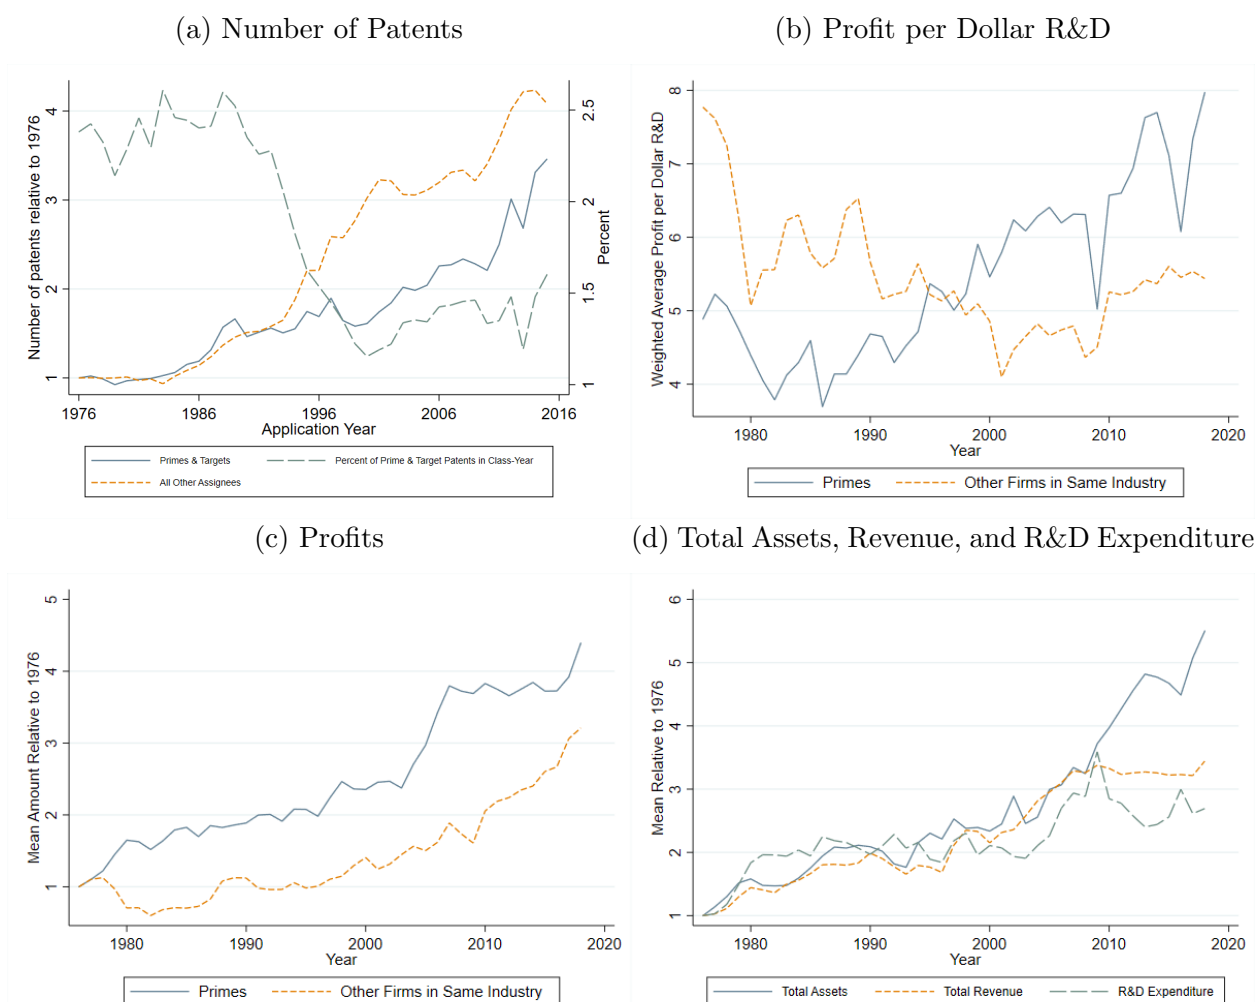 (a) Number of Patents
Number of patents relative to 1976
4
3
2
1
2.5
2
1.5
1
Percent
1976 1986 1996 2006 2016
Application Year
Primes & Targets
Percent of Prime & Target Patents in Class-Year
All Other Assignees
(b) Profit per Dollar R&D
Weighted Average Profit per Dollar R&D
8
7
6
5
4
1980 1990 2000 2010 2020
Year
Primes
Other Firms in Same Industry
(c) Profits
Mean Amount Relative to 1976
5
4
3
2
1
1980 1990 2000 2010 2020
Year
Primes
Other Firms in Same Industry
(d) Total Assets, Revenue, and R&D Expenditure
Mean Relative to 1976
6
5
4
3
2
1
1980 1990 2000 2010 2020
Year
Total Assets
Total Revenue
R&D Expenditure